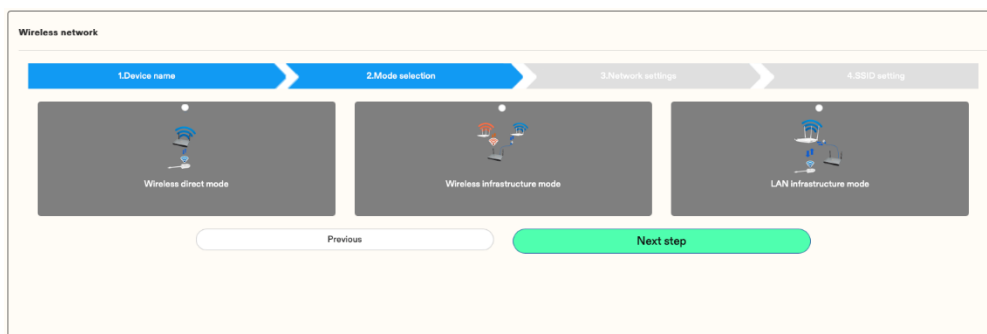 Wireless network
1.Device name
2.Mode selection
3.Network settings
4.SSID setting
Wireless direct mode
Wireless infrastructure mode
LAN infrastructure mode
Previous
Next step